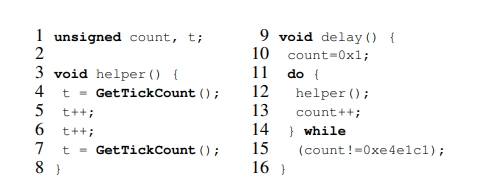 1 unsigned count, t;
2
3 void helper() {
4 t = GetTickCount();
5 t++;
6 t++;
7 t = GetTickCount();
8 }
9 void delay() {
10 count=0x1;
11 do {
12 helper();
13 count++;
14 } while
15 (count!=0xe4e1c1);
16 }